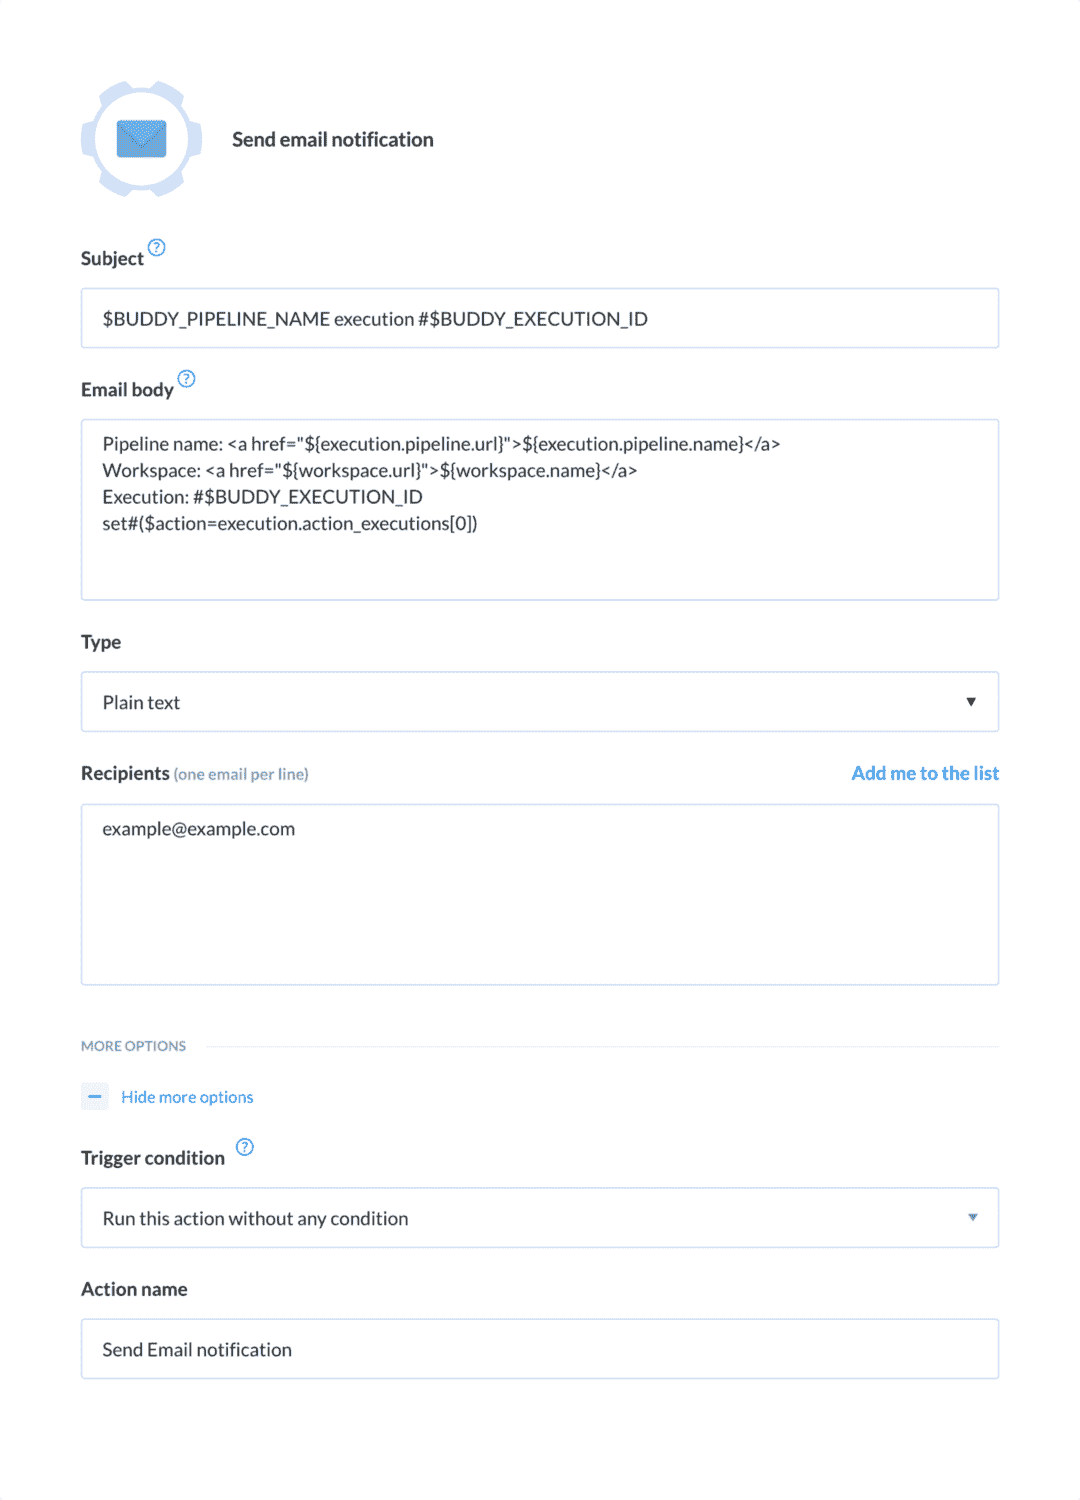 Send email notification
Subject ?
$BUDDY_PIPELINE_NAME execution #$BUDDY_EXECUTION_ID
Email body ?
Pipeline name: <a href="${execution.pipeline.url}">${execution.pipeline.name}</a>
Workspace: <a href="${workspace.url}">${workspace.name}</a>
Execution: #$BUDDY_EXECUTION_ID
set#($action=execution.action_executions[0])
Type
Plain text
Recipients (one email per line) Add me to the list
example@example.com
MORE OPTIONS
Hide more options
Trigger condition ?
Run this action without any condition
Action name
Send Email notification